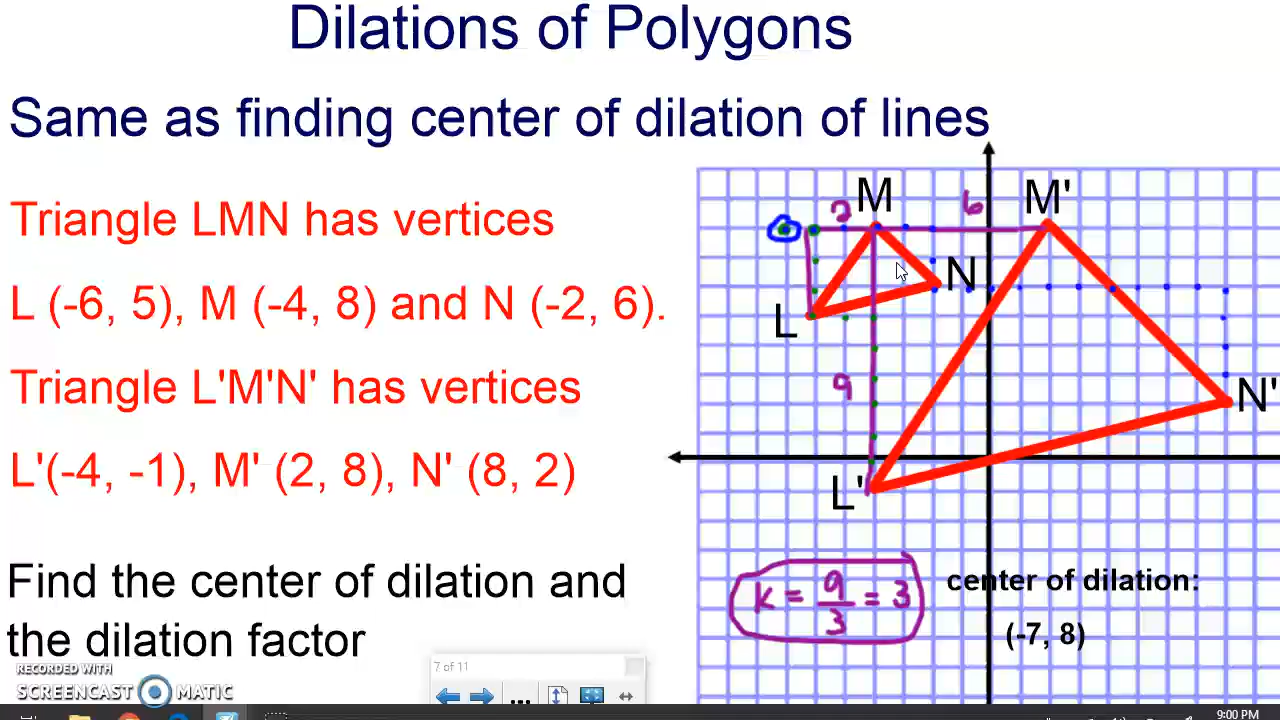 Dilations of Polygons
Same as finding center of dilation of lines
Triangle LMN has vertices
L (-6, 5), M (-4, 8) and N (-2, 6).
Triangle L'M'N' has vertices
L'(-4, -1), M' (2, 8), N' (8, 2)
Find the center of dilation and
the dilation factor
M
M'
2
6
N
L
9
N'
L'
k = 9/3 = 3
center of dilation:
(-7, 8)
RECORDED WITH
SCREENCAST MATIC
7 of 11
9:00 PM